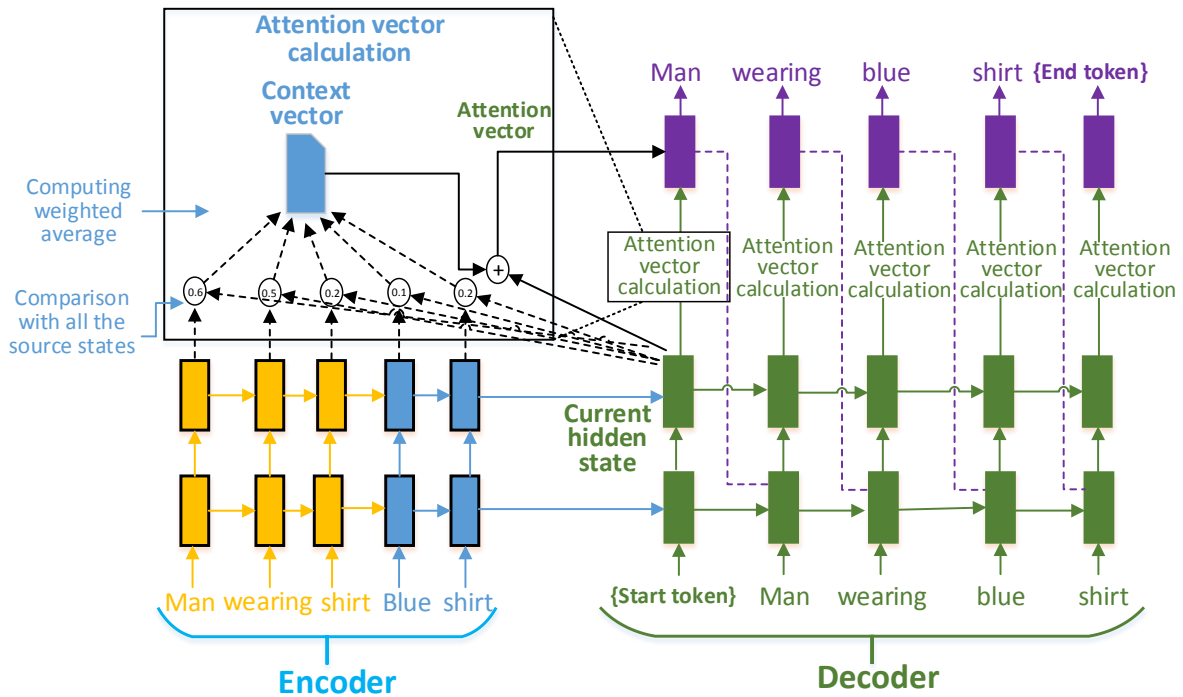 Attention vector
calculation
Context
vector
Attention
vector
Computing
weighted
average
Comparison
with all the
source states
0.6
0.5
0.2
0.1
0.2
+
Man
wearing
blue
shirt
{End token}
Attention
vector
calculation
Attention
vector
calculation
Attention
vector
calculation
Attention
vector
calculation
Attention
vector
calculation
Current
hidden
state
Man
wearing
shirt
Blue
shirt
{Start token}
Man
wearing
blue
shirt
Encoder
Decoder